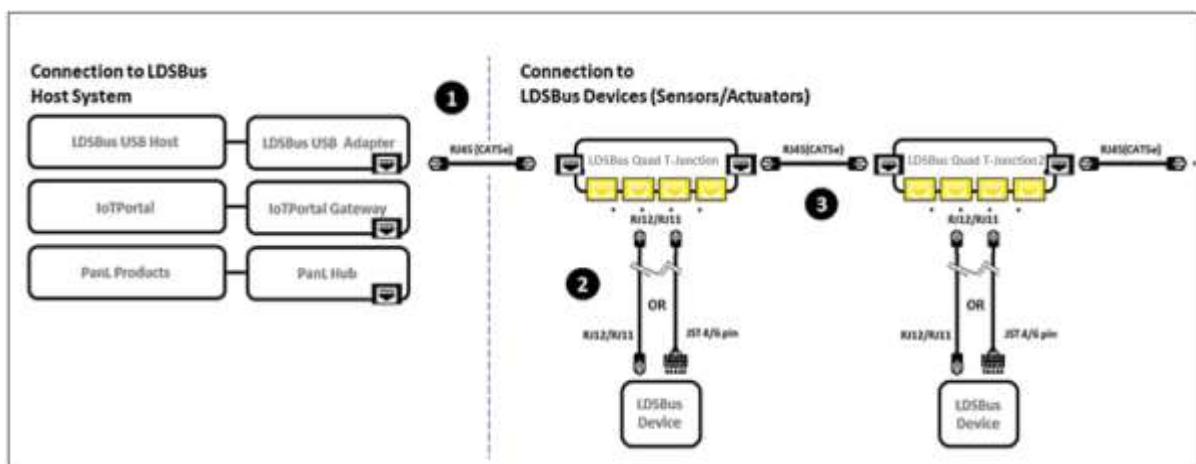 Connection to LDSBus
Host System
LDSBus USB Host
LDSBus USB Adapter
IoTPortal
IoTPortal Gateway
PanL Products
PanL Hub
1
RJ45(CAT5e)
Connection to
LDSBus Devices (Sensors/Actuators)
LDSBus Quad T-Junction
RJ45(CAT5e)
LDSBus Quad T-Junction2
RJ45(CAT5e)
3
RJ12/RJ11
RJ12/RJ11
2
OR
RJ12/RJ11
JST 4/6 pin
LDSBus
Device
OR
RJ12/RJ11
JST 4/6 pin
LDSBus
Device